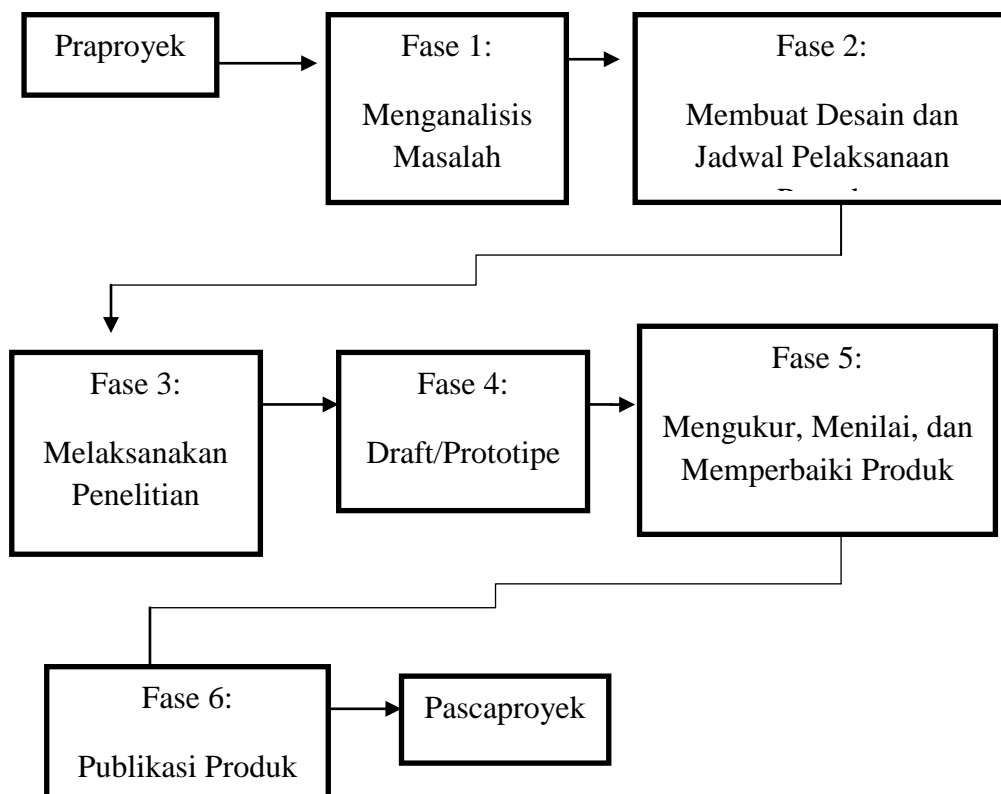 Praproyek
Fase 1:
Menganalisis
Masalah
Fase 2:
Membuat Desain dan
Jadwal Pelaksanaan
Fase 3:
Melaksanakan
Penelitian
Fase 4:
Draft/Prototipe
Fase 5:
Mengukur, Menilai, dan
Memperbaiki Produk
Fase 6:
Publikasi Produk
Pascaproyek